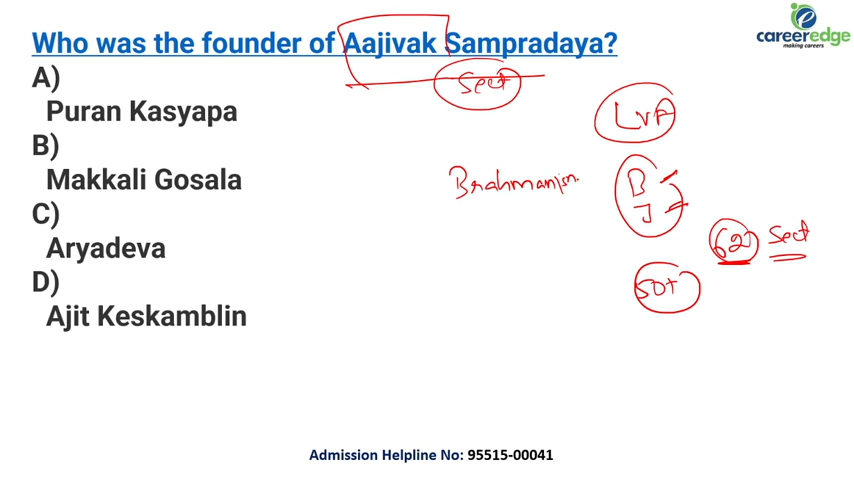 careeredge
making careers
Who was the founder of Aajivak Sampradaya?
A)
Puran Kasyapa
Sect
B)
Makkali Gosala
Brahmanism.
B
J
C)
Aryadeva
62
Sect
D)
50+
Ajit Keskamblin
Admission Helpline No: 95515-00041